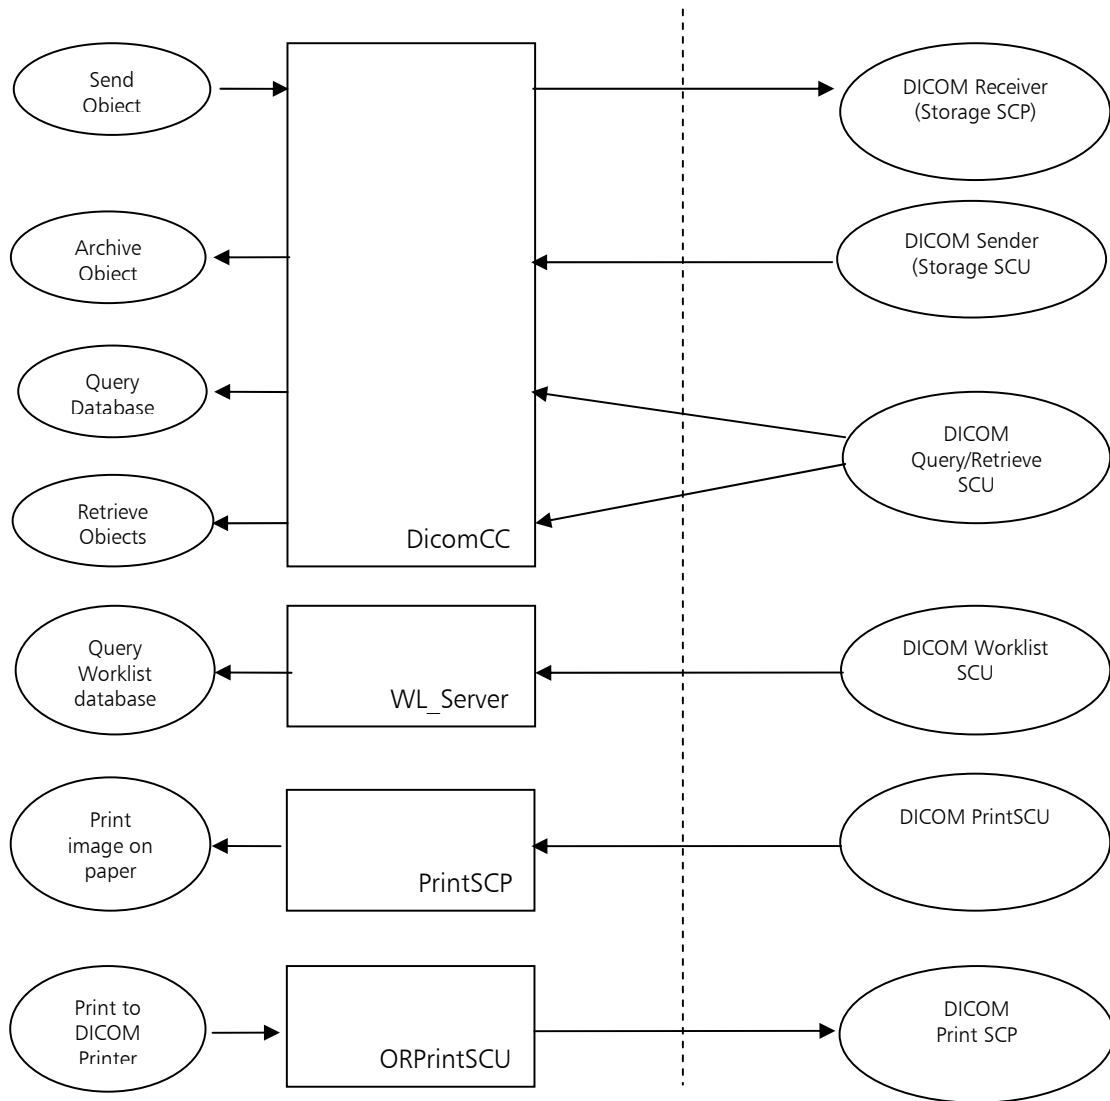 Send
Object
DICOM Receiver
(Storage SCP)
Archive
Object
DICOM Sender
(Storage SCU
Query
Database
DICOM
Query/Retrieve
SCU
Retrieve
Objects
DicomCC
Query
Worklist
database
WL_Server
DICOM Worklist
SCU
Print
image on
paper
PrintSCP
DICOM PrintSCU
Print to
DICOM
Printer
ORPrintSCU
DICOM
Print SCP